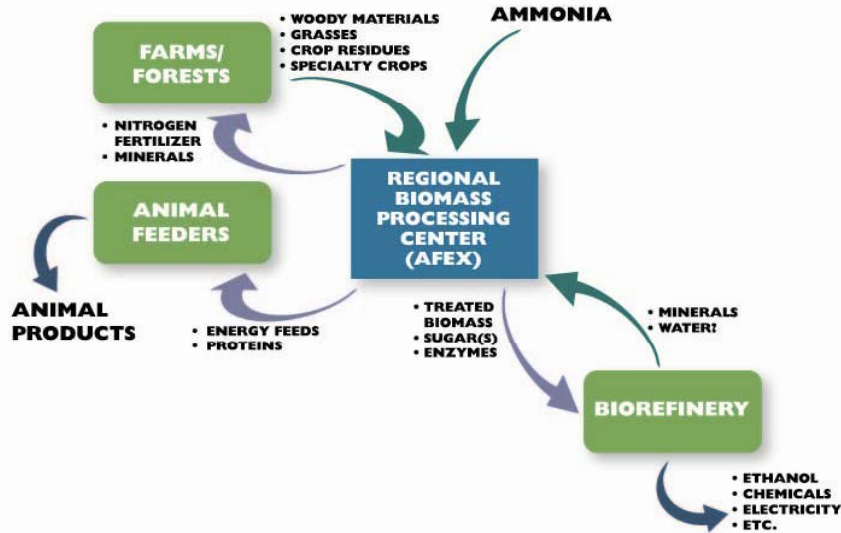 • WOODY MATERIALS
• GRASSES
• CROP RESIDUES
• SPECIALTY CROPS
AMMONIA
FARMS/
FORESTS
• NITROGEN
FERTILIZER
• MINERALS
REGIONAL
BIOMASS
PROCESSING
CENTER
(AFEX)
ANIMAL
FEEDERS
ANIMAL
PRODUCTS
• ENERGY FEEDS
• PROTEINS
• TREATED
BIOMASS
• SUGAR(S)
• ENZYMES
• MINERALS
• WATER?
BIOREFINERY
• ETHANOL
• CHEMICALS
• ELECTRICITY
• ETC.